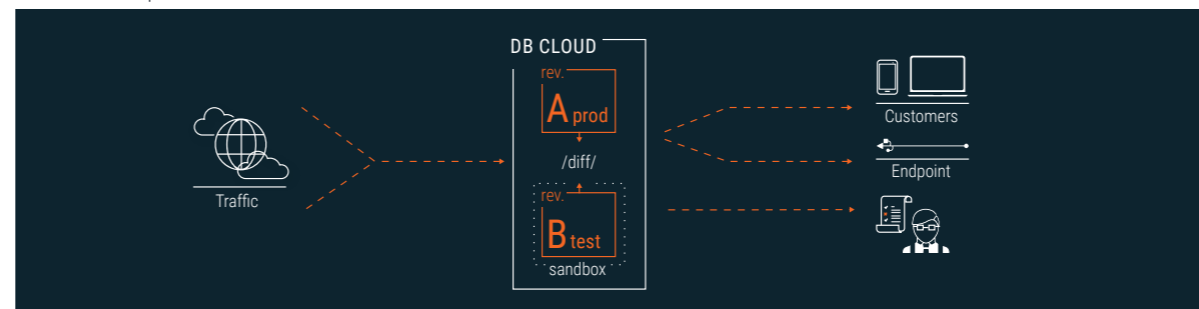 DB CLOUD
rev.
A prod
/diff/
rev.
B test
sandbox
Traffic
Customers
Endpoint